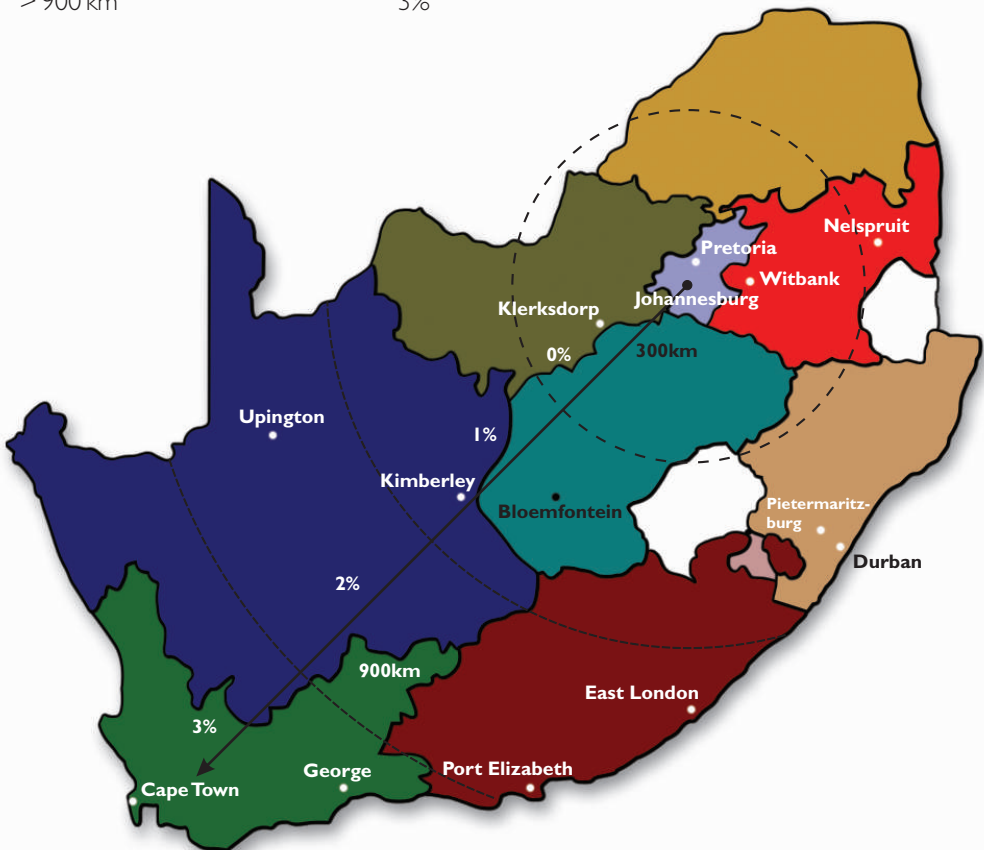 > 900 km 3%
Nelspruit
Pretoria
Witbank
Johannesburg
Klerksdorp
300km
0%
Upington
1%
Kimberley
Bloemfontein
Pietermaritz-
burg
Durban
2%
900km
East London
3%
George
Port Elizabeth
Cape Town